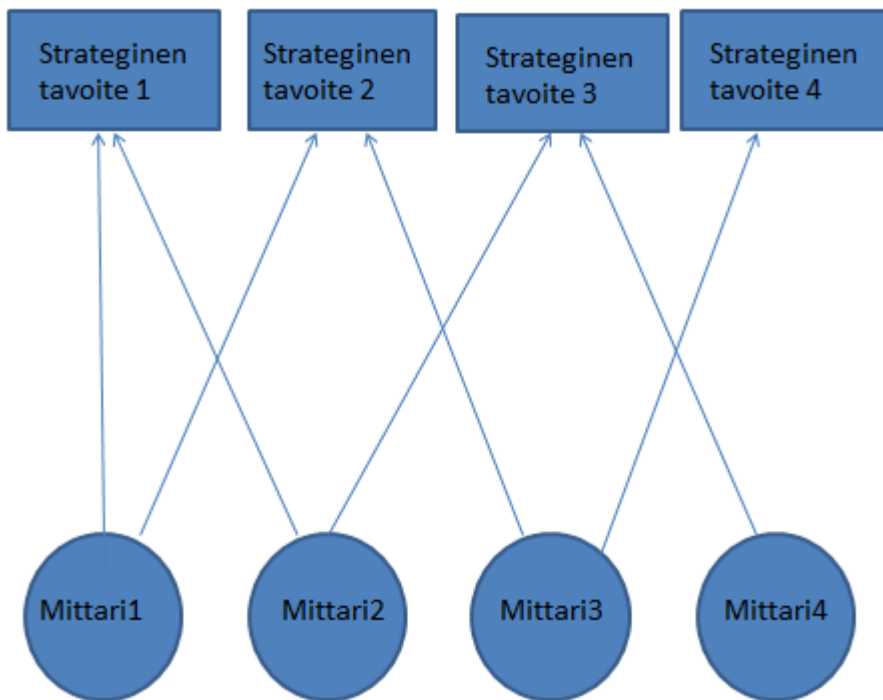 Strateginen
tavoite 1
Strateginen
tavoite 2
Strateginen
tavoite 3
Strateginen
tavoite 4
Mittari1
Mittari2
Mittari3
Mittari4